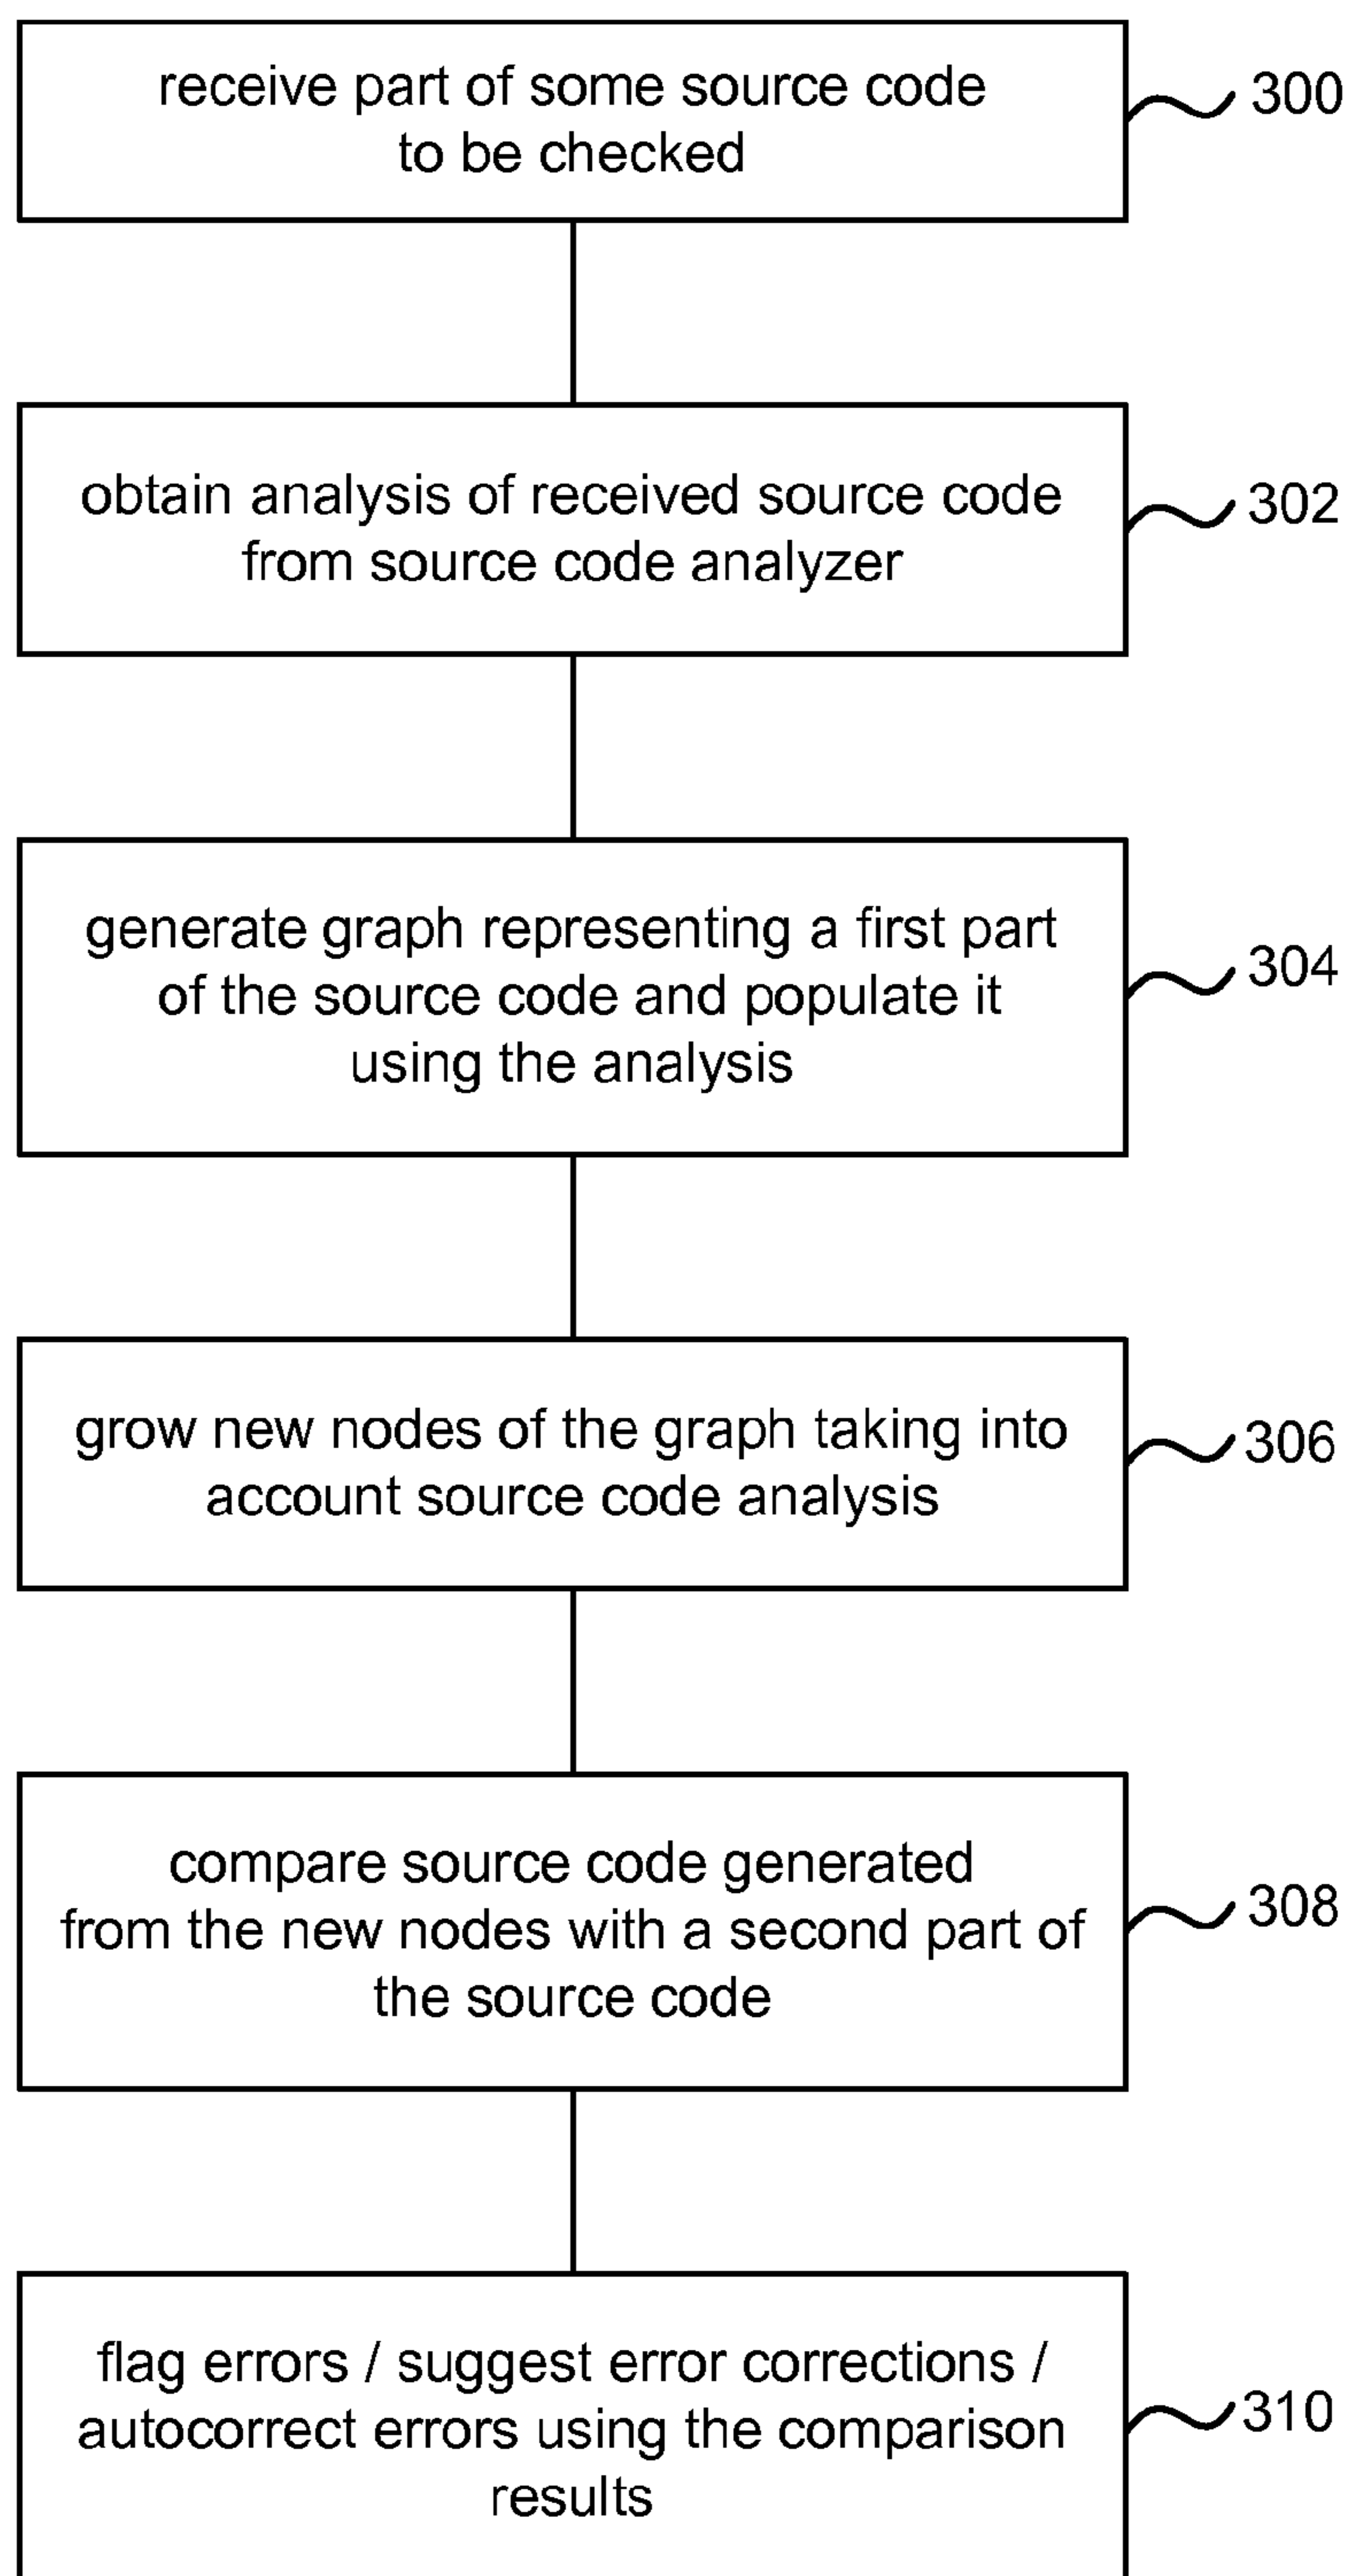 receive part of some source code
to be checked
300
obtain analysis of received source code
from source code analyzer
302
generate graph representing a first part
of the source code and populate it
using the analysis
304
grow new nodes of the graph taking into
account source code analysis
306
compare source code generated
from the new nodes with a second part of
the source code
308
flag errors / suggest error corrections /
autocorrect errors using the comparison
results
310